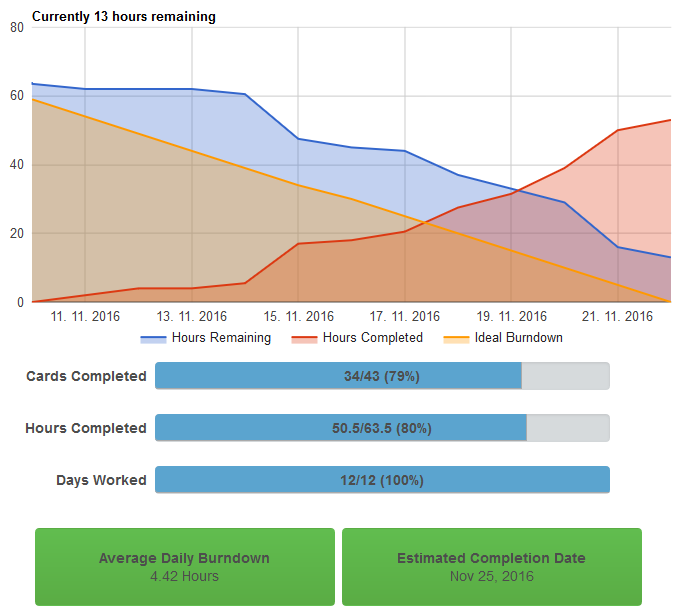 Currently 13 hours remaining
80
60
40
20
0
11. 11. 2016 13. 11. 2016 15. 11. 2016 17. 11. 2016 19. 11. 2016 21. 11. 2016
Hours Remaining Hours Completed Ideal Burndown
Cards Completed 34/43 (79%)
Hours Completed 50.5/63.5 (80%)
Days Worked 12/12 (100%)
Average Daily Burndown
4.42 Hours
Estimated Completion Date
Nov 25, 2016